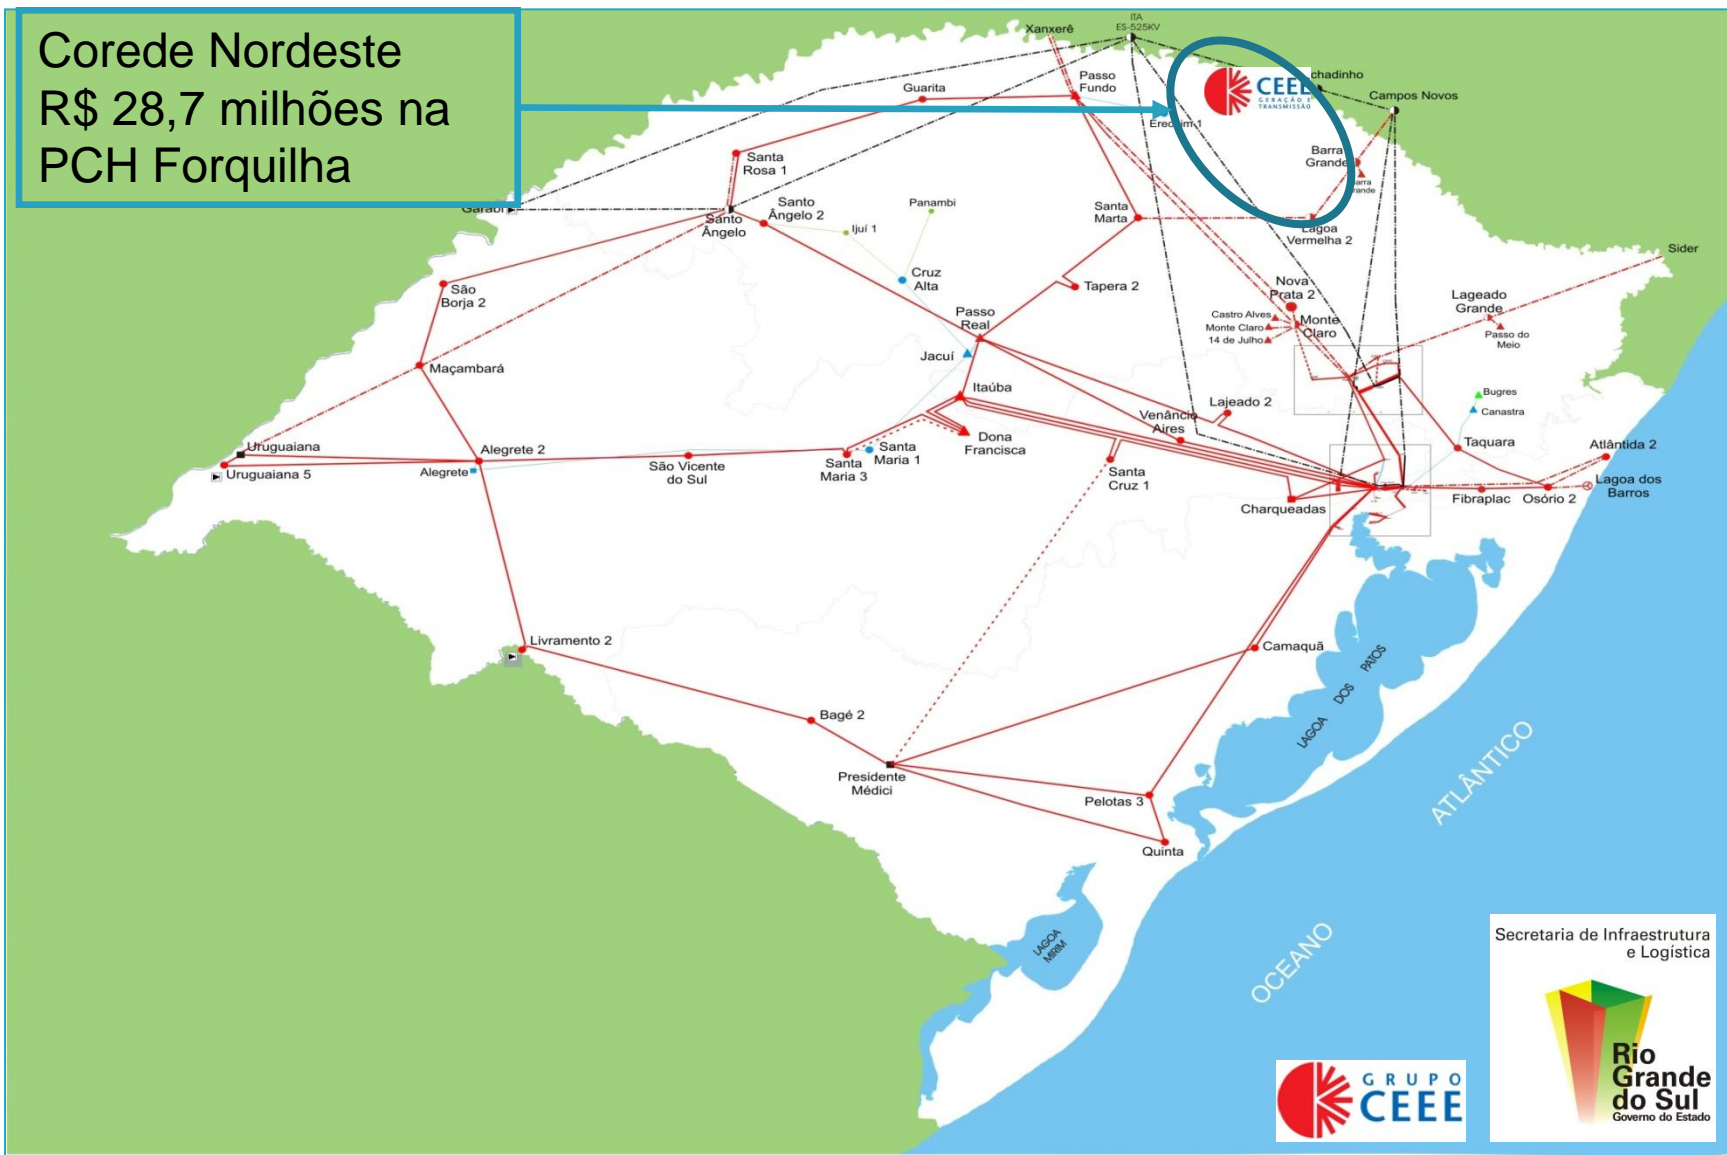 Corede Nordeste
R$ 28,7 milhões na
PCH Forquilha
ITA
ES-525KV
Xanxerê
Passo
Fundo
Guarita
CEEE
GERAÇÃO E
TRANSMISSÃO
chadinho
Campos Novos
Erechim 1
Barra
Grande
Santa
Rosa 1
Garabi
Santo
Ângelo
Santo
Ângelo 2
Panambi
Ijuí 1
Santa
Marta
Lagoa
Vermelha 2
Sider
Cruz
Alta
São
Borja 2
Tapera 2
Nova
Prata 2
Lageado
Grande
Castro Alves
Monte Claro
14 de Julho
Monte
Claro
Passo do
Meio
Passo
Real
Jacuí
Maçambará
Itaúba
Bugres
Canastra
Lajeado 2
Venâncio
Aires
Dona
Francisca
Uruguaiana
Uruguaiana 5
Alegrete 2
Alegrete
São Vicente
do Sul
Santa
Maria 3
Santa
Maria 1
Santa
Cruz 1
Taquara
Atlântida 2
Charqueadas
Fibraplac
Osório 2
Lagoa dos
Barros
Livramento 2
Camaquã
LAGOA DOS PATOS
Bagé 2
Presidente
Médici
Pelotas 3
Quinta
LAGOA
MIRIM
OCEANO ATLÂNTICO
GRUPO
CEEE
Secretaria de Infraestrutura
e Logística
Rio
Grande
do Sul
Governo do Estado